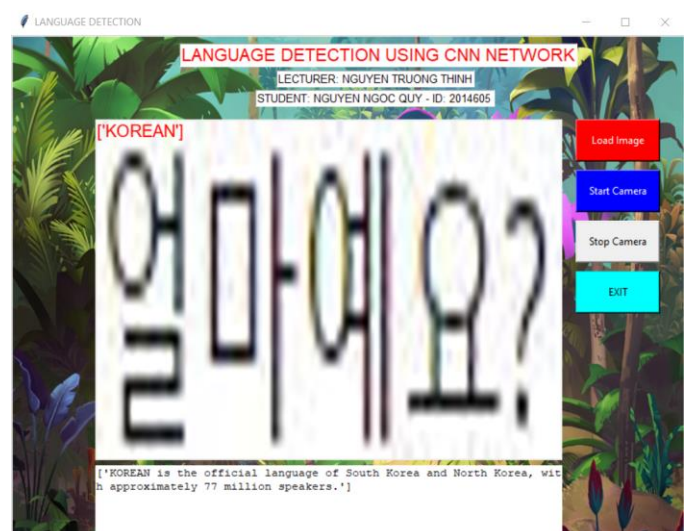 LANGUAGE DETECTION
LANGUAGE DETECTION USING CNN NETWORK
LECTURER: NGUYEN TRUONG THINH
STUDENT: NGUYEN NGOC QUY - ID: 2014605
['KOREAN']
얼마예요?
Load Image
Start Camera
Stop Camera
EXIT
['KOREAN is the official language of South Korea and North Korea, wit
h approximately 77 million speakers.']